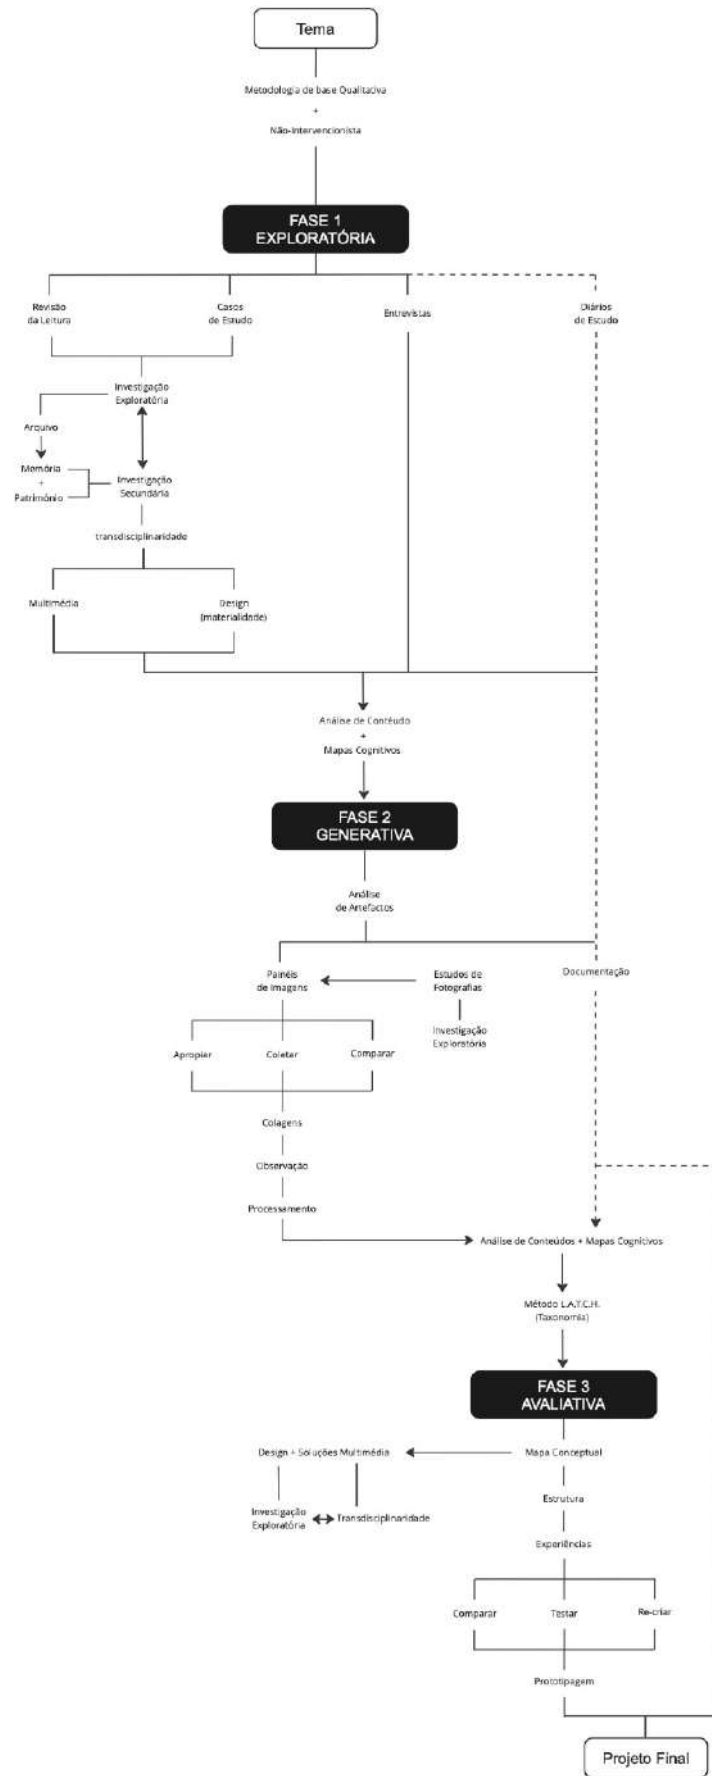 Tema
Metodologia de base Qualitativa
+
Não-intervencionista
FASE 1
EXPLORATÓRIA
Revisão
da Leitura
Casos
de Estudo
Entrevistas
Diários
de Estudo
Investigação
Exploratória
Arquivo
Memória
+
Património
Investigação
Secundária
transdisciplinaridade
Multimédia
Design
(materialidade)
Análise de Contéudo
+
Mapas Cognitivos
FASE 2
GENERATIVA
Análise
de Artefactos
Painéis
de Imagens
Estudos de
Fotografias
Documentação
Investigação
Exploratória
Apropier
Coletar
Comparar
Colagens
Observação
Processamento
Análise de Conteúdos + Mapas Cognitivos
Método L.A.T.C.H.
(Taxonomia)
FASE 3
AVALIATIVA
Design + Soluções Multimédia
Mapa Conceptual
Investigação
Exploratória
Transdisciplinaridade
Estrutura
Experiências
Comparar
Testar
Re-criar
Prototipagem
Projeto Final